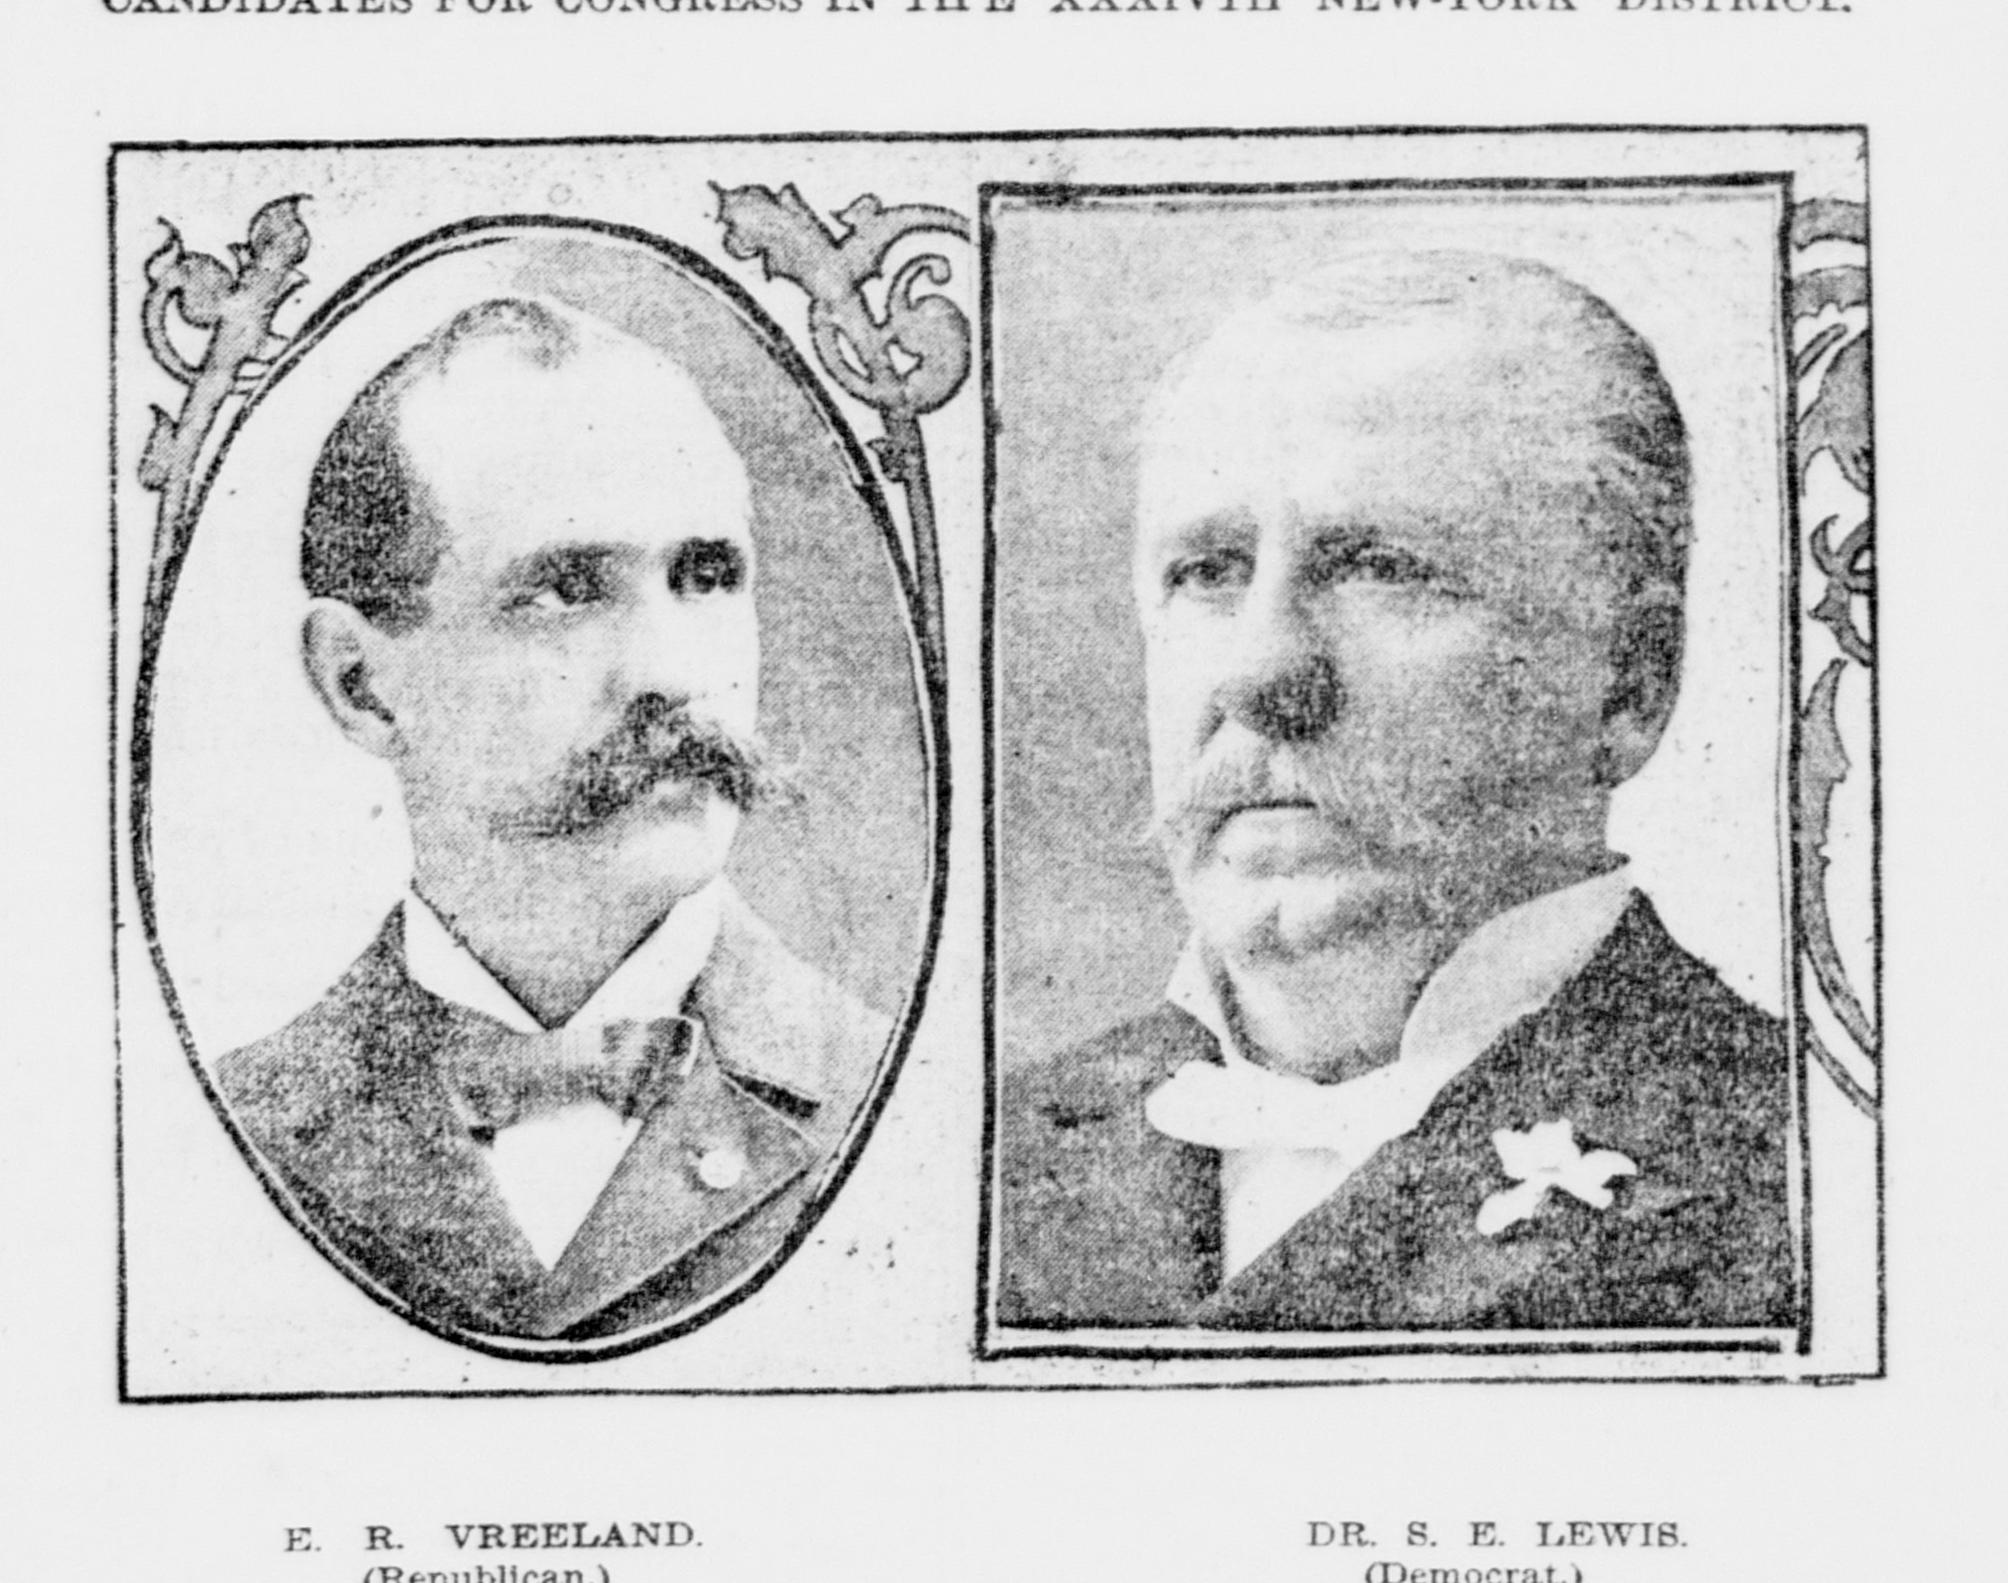 CANDIDATES FOR CONGRESS IN THE XXXIVTH NEW-YORK DISTRICT.
E. R. VREELAND.
(Republican.)
DR. S. E. LEWIS.
(Democrat.)